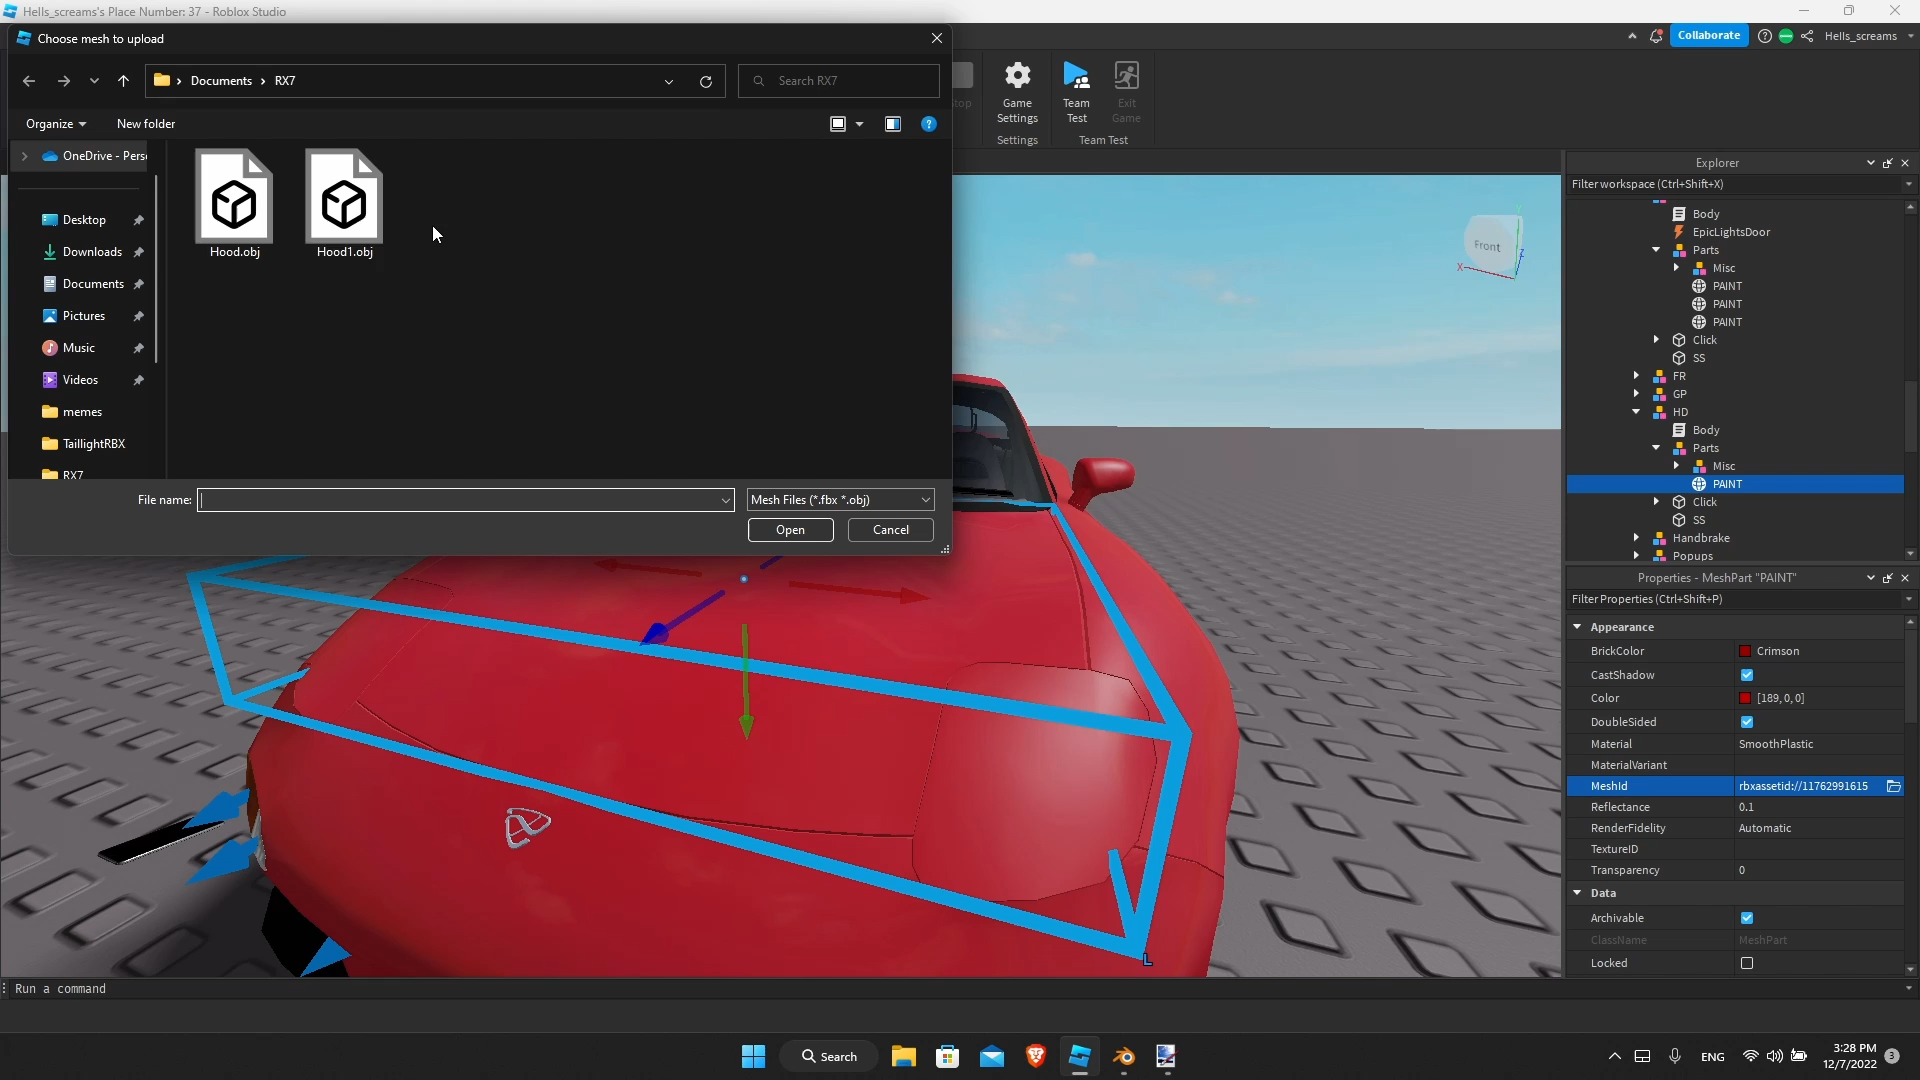 Hells_screams's Place Number: 37 - Roblox Studio
Choose mesh to upload
Collaborate
Hells_screams
Documents
RX7
Search RX7
Game Settings
Team Test
Exit Game
Settings
Team Test
Organize
New folder
OneDrive - Pers
Desktop
Downloads
Documents
Pictures
Music
Videos
memes
TaillightRBX
RX7
Hood.obj
Hood1.obj
File name:
Mesh Files (*.fbx *.obj)
Open
Cancel
Front
X
Z
Explorer
Filter workspace (Ctrl+Shift+X)
Body
EpicLightsDoor
Parts
Misc
PAINT
PAINT
PAINT
Click
SS
FR
GP
HD
Body
Parts
Misc
PAINT
Click
SS
Handbrake
Popups
Properties - MeshPart "PAINT"
Filter Properties (Ctrl+Shift+P)
Appearance
BrickColor Crimson
CastShadow
Color [189, 0, 0]
DoubleSided
Material SmoothPlastic
MaterialVariant
MeshId rbxassetid://11762991615
Reflectance 0.1
RenderFidelity Automatic
TextureID
Transparency 0
Data
Archivable
ClassName MeshPart
Locked
L
Run a command
Search
ENG
3:28 PM
12/7/2022
3